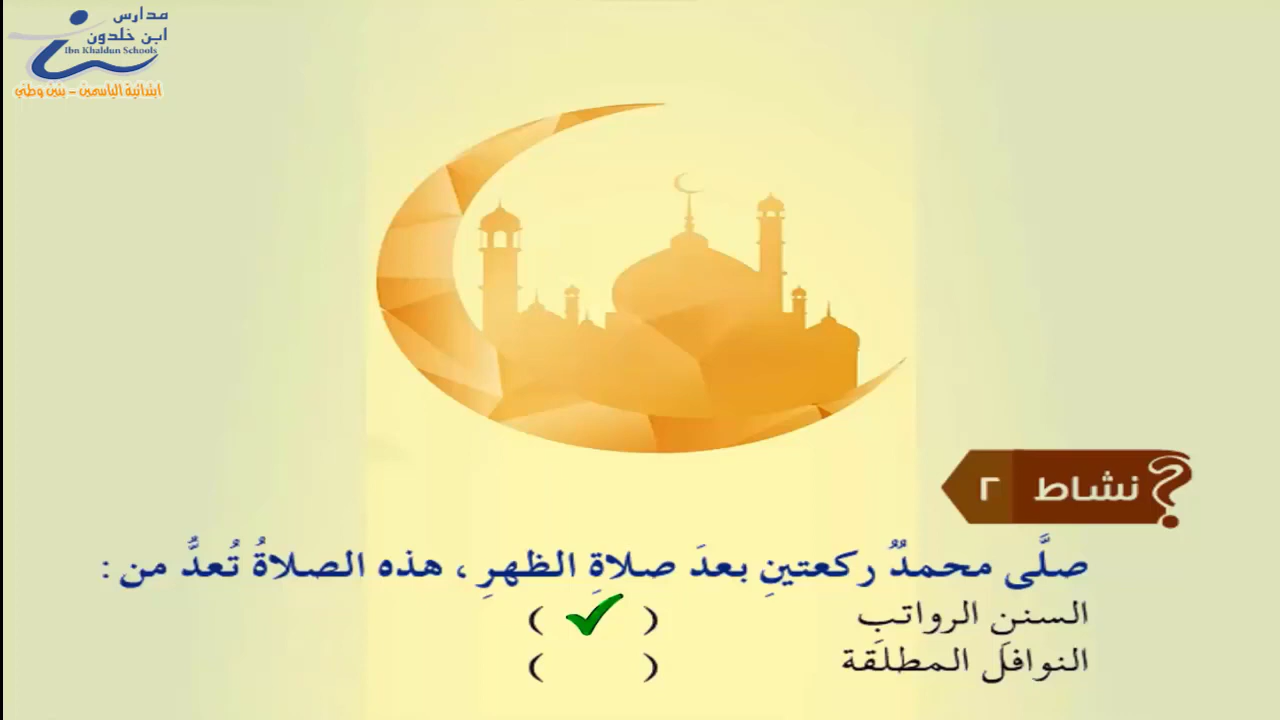 مدارس
ابن خلدون
Ibn Khaldun Schools
ابتدائية الياسمين - بنين وطني
نشاط ٢
صلَّى محمدٌ ركعتينِ بعدَ صلاةِ الظهرِ ، هذه الصلاةُ تُعدُّ من :
السننِ الرواتبِ ( ✓ )
النوافلَ المطلَقة ( )